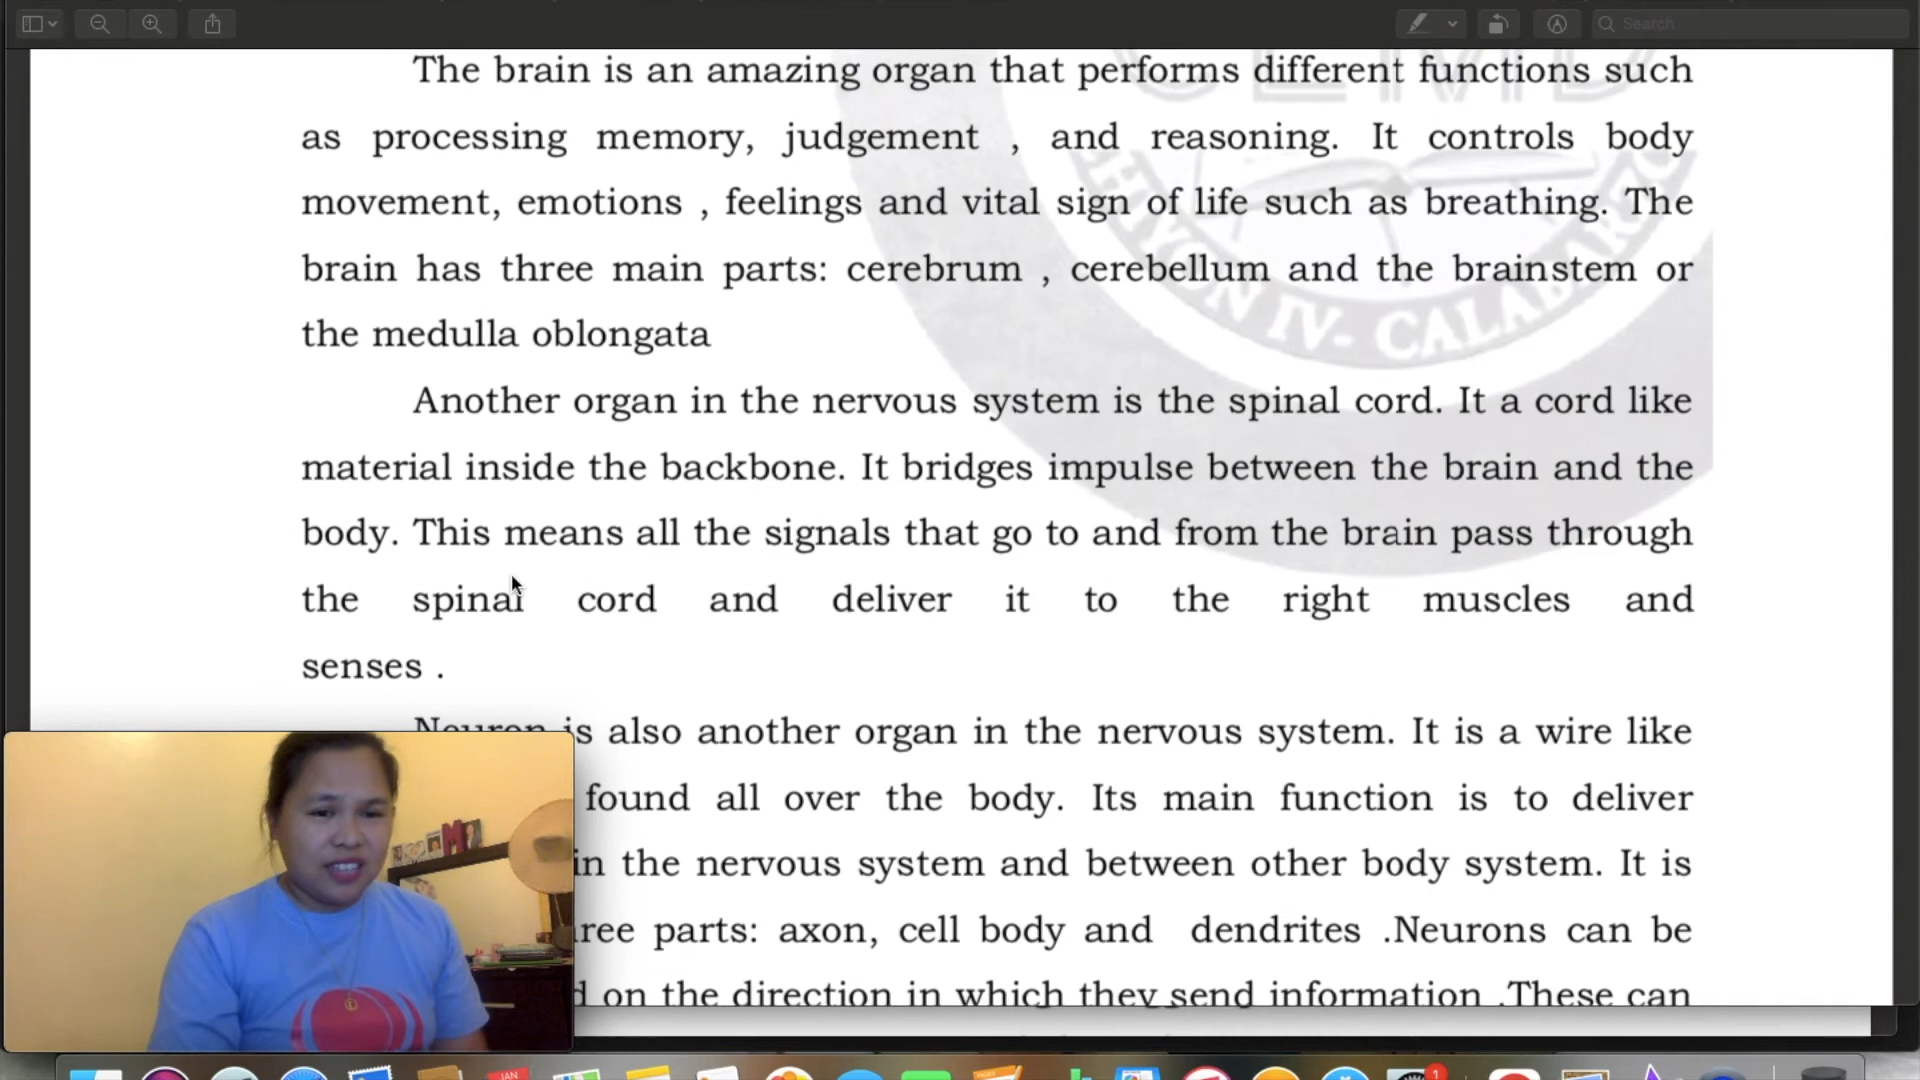 Search
The brain is an amazing organ that performs different functions such
as processing memory, judgement , and reasoning. It controls body
movement, emotions , feelings and vital sign of life such as breathing. The
brain has three main parts: cerebrum , cerebellum and the brainstem or
the medulla oblongata
Another organ in the nervous system is the spinal cord. It a cord like
material inside the backbone. It bridges impulse between the brain and the
body. This means all the signals that go to and from the brain pass through
the spinal cord and deliver it to the right muscles and
senses .
Neuron is also another organ in the nervous system. It is a wire like
found all over the body. Its main function is to deliver
in the nervous system and between other body system. It is
parts: axon, cell body and dendrites .Neurons can be
on the direction in which they send information .These can
IV- CALABARZON
JAN
1